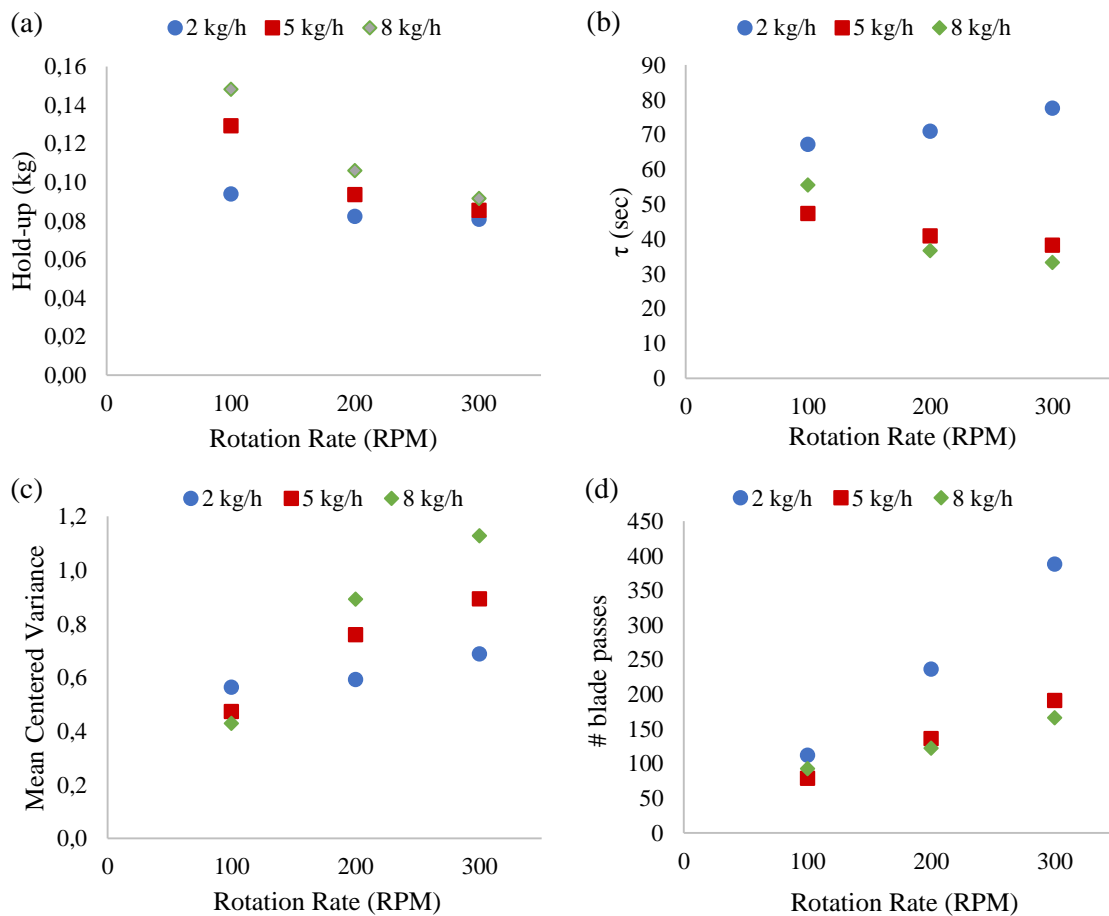 (a)
2 kg/h 5 kg/h 8 kg/h
0,16
0,14
0,12
0,10
0,08
0,06
0,04
0,02
0,00
0 100 200 300
Hold-up (kg)
Rotation Rate (RPM)
(b)
2 kg/h 5 kg/h 8 kg/h
90
80
70
60
50
40
30
20
10
0
0 100 200 300
τ (sec)
Rotation Rate (RPM)
(c)
2 kg/h 5 kg/h 8 kg/h
1,2
1,0
0,8
0,6
0,4
0,2
0,0
0 100 200 300
Mean Centered Variance
Rotation Rate (RPM)
(d)
2 kg/h 5 kg/h 8 kg/h
450
400
350
300
250
200
150
100
50
0
0 100 200 300
# blade passes
Rotation Rate (RPM)